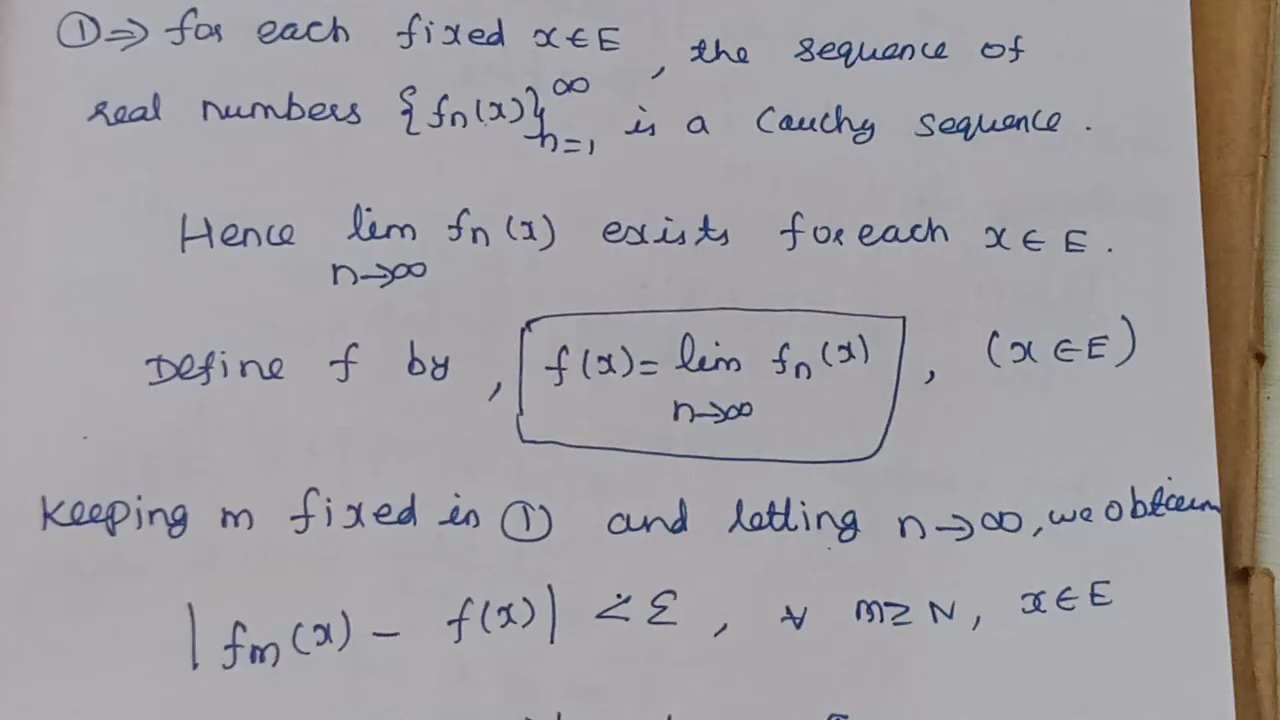 ①⇒ for each fixed x∈E, the sequence of
real numbers {fn(x)}∞n=1 is a Cauchy sequence.
Hence lim fn(x) exists for each x∈E.
n→∞
Define f by, f(x)= lim fn(x), (x∈E)
n→∞
Keeping m fixed in ① and letting n→∞, we obtain
|fm(x) - f(x)| < ε, ∀ m≥N, x∈E